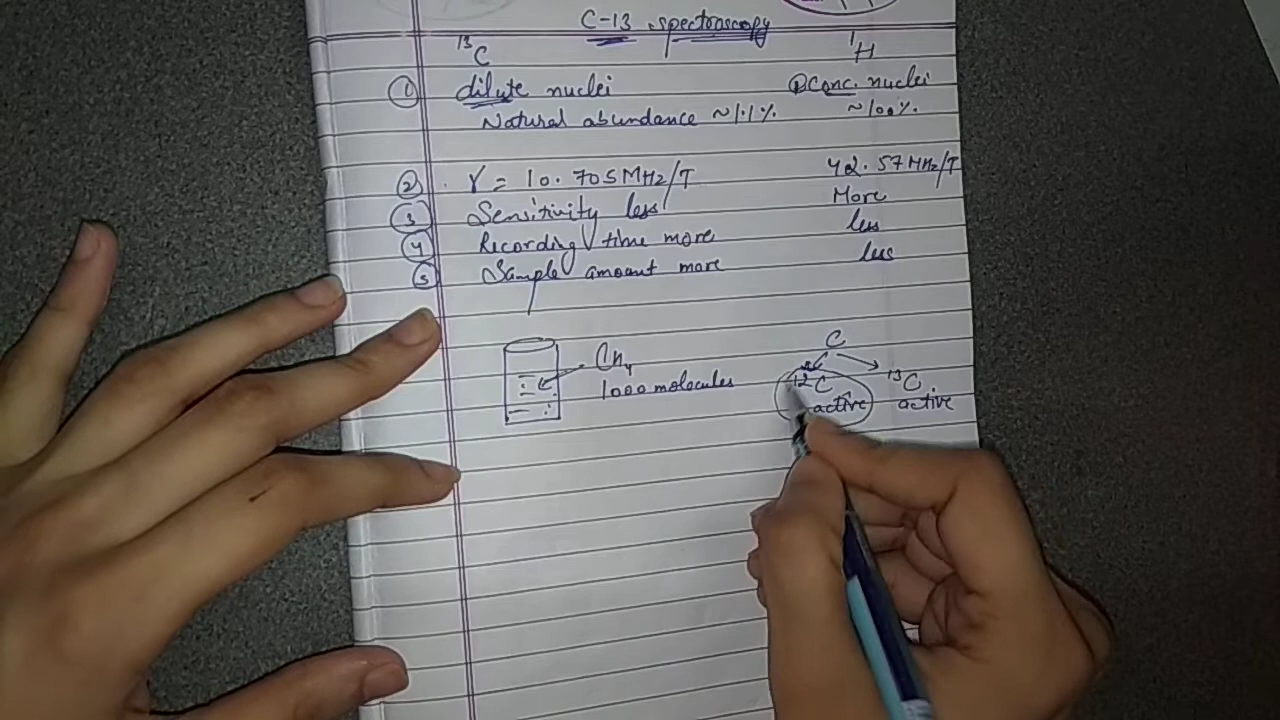 C-13 spectroscopy
¹³C ¹H
① dilute nuclei Conc. nuclei
Natural abundance ~1.1% ~100%
② γ = 10.705 MHz/T 42.57 MHz/T
③ Sensitivity less More
④ Recording time more less
⑤ Sample amount more less
C
CH₄ ¹²C ¹³C
1000 molecules active active